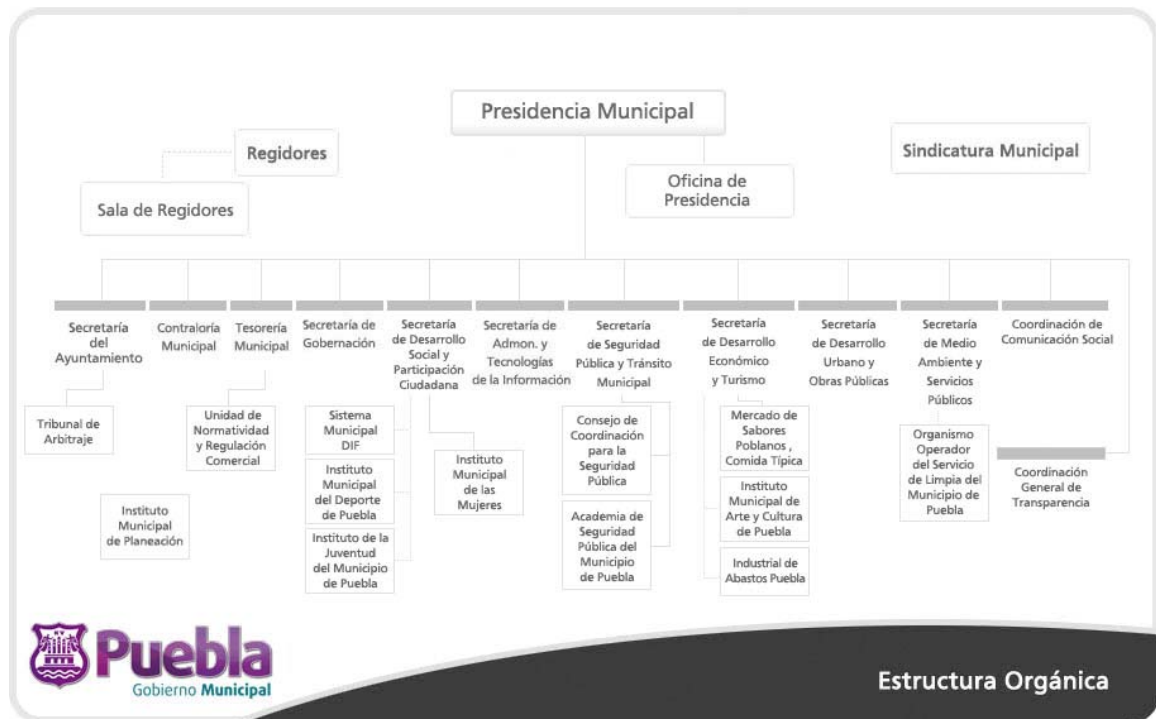 Presidencia Municipal
Regidores
Sindicatura Municipal
Oficina de
Presidencia
Sala de Regidores
Secretaría
del
Ayuntamiento
Contraloría
Municipal
Tesorería
Municipal
Secretaría de
Gobernación
Secretaría
de Desarrollo
Social y
Participación
Ciudadana
Secretaría de
Admon. y
Tecnologías
de la Información
Secretaría
de Seguridad
Pública y Tránsito
Municipal
Secretaría
de Desarrollo
Económico
y Turismo
Secretaría
de Desarrollo
Urbano y
Obras Públicas
Secretaría
de Medio
Ambiente y
Servicios
Públicos
Coordinación de
Comunicación Social
Tribunal de
Arbitraje
Unidad de
Normatividad
y Regulación
Comercial
Sistema
Municipal
DIF
Instituto
Municipal
de las
Mujeres
Consejo de
Coordinación
para la
Seguridad
Pública
Mercado de
Sabores
Poblanos ,
Comida Típica
Organismo
Operador
del Servicio
de Limpia del
Municipio de
Puebla
Coordinación
General de
Transparencia
Instituto
Municipal
de Planeación
Instituto
Municipal
del Deporte
de Puebla
Instituto
Municipal de
Arte y Cultura
de Puebla
Instituto de la
Juventud
del Municipio
de Puebla
Academia de
Seguridad
Pública del
Municipio
de Puebla
Industrial de
Abastos Puebla
Puebla
Gobierno Municipal
Estructura Orgánica